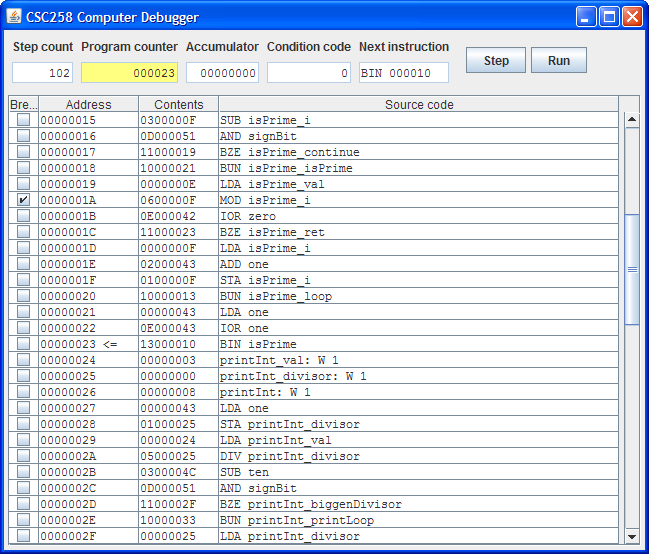 CSC258 Computer Debugger
Step count Program counter Accumulator Condition code Next instruction
102 000023 00000000 0 BIN 000010 Step Run
Bre... Address Contents Source code
00000015 0300000F SUB isPrime_i
00000016 0D000051 AND signBit
00000017 11000019 BZE isPrime_continue
00000018 10000021 BUN isPrime_isPrime
00000019 0000000E LDA isPrime_val
0000001A 0600000F MOD isPrime_i
0000001B 0E000042 IOR zero
0000001C 11000023 BZE isPrime_ret
0000001D 0000000F LDA isPrime_i
0000001E 02000043 ADD one
0000001F 0100000F STA isPrime_i
00000020 10000013 BUN isPrime_loop
00000021 00000043 LDA one
00000022 0E000043 IOR one
00000023 <= 13000010 BIN isPrime
00000024 00000003 printInt_val: W 1
00000025 00000000 printInt_divisor: W 1
00000026 00000008 printInt: W 1
00000027 00000043 LDA one
00000028 01000025 STA printInt_divisor
00000029 00000024 LDA printInt_val
0000002A 05000025 DIV printInt_divisor
0000002B 0300004C SUB ten
0000002C 0D000051 AND signBit
0000002D 1100002F BZE printInt_biggenDivisor
0000002E 10000033 BUN printInt_printLoop
0000002F 00000025 LDA printInt_divisor